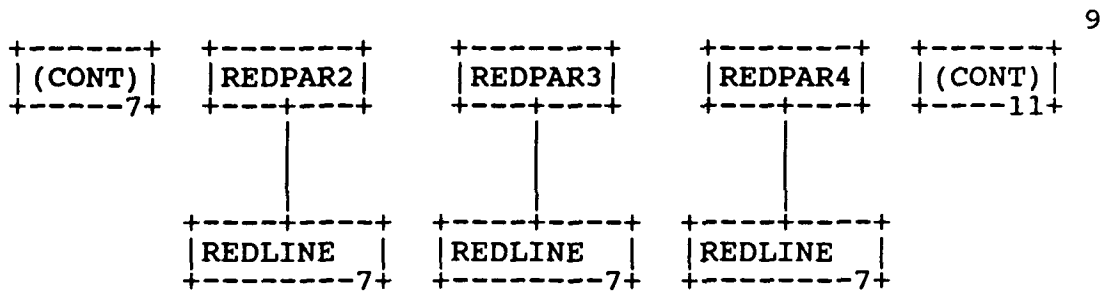 9
(CONT) REDPAR2 REDPAR3 REDPAR4 (CONT)
7 11
REDLINE REDLINE REDLINE
7 7 7